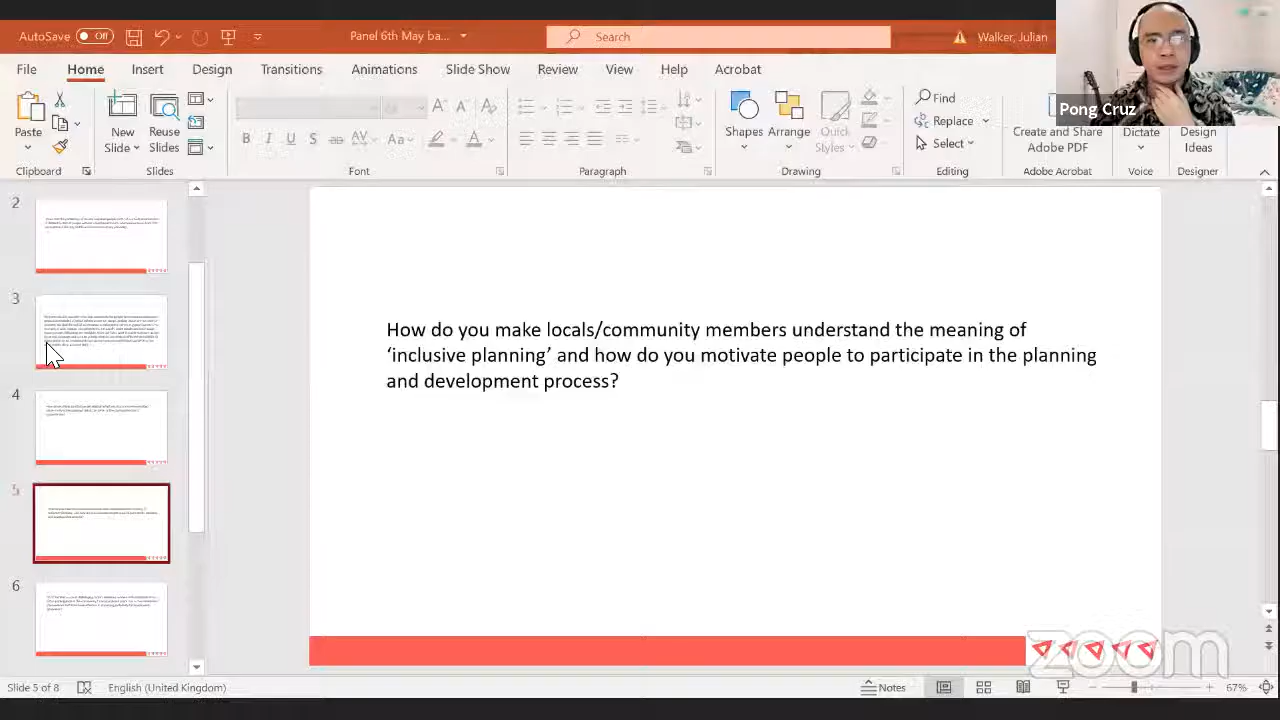 AutoSave Off Panel 6th May ba... Search Walker, Julian
File Home Insert Design Transitions Animations Slide Show Review View Help Acrobat
Pong Cruz
Paste New Slide Reuse Slides
B I U S ab AV Aa A
A A A
Shapes Arrange Quick Styles
Find
Replace
Select
Create and Share Adobe PDF
Dictate
Design Ideas
Clipboard Slides Font Paragraph Drawing Editing Adobe Acrobat Voice Designer
2
3
4
5
6
How do you make locals/community members understand the meaning of
‘inclusive planning’ and how do you motivate people to participate in the planning
and development process?
zoom
Slide 5 of 8 English (United Kingdom) Notes 67%